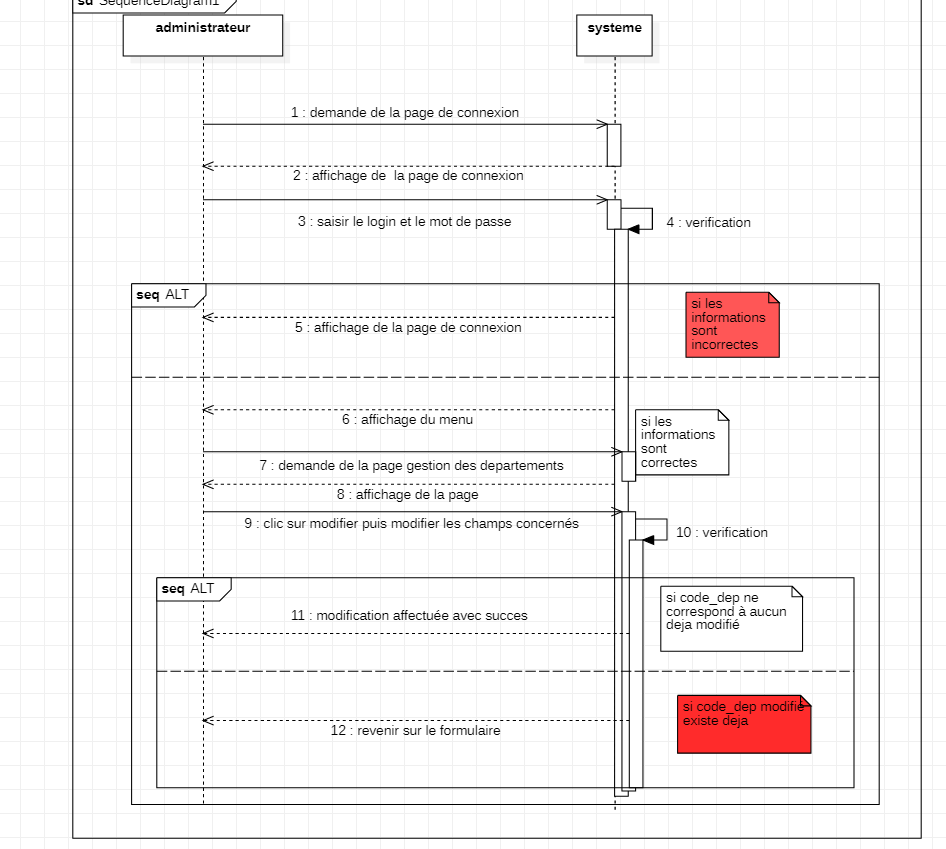 sd SequenceDiagram1
administrateur
systeme
1 : demande de la page de connexion
2 : affichage de  la page de connexion
3 : saisir le login et le mot de passe
4 : verification
seq ALT
si les
informations
sont
incorrectes
5 : affichage de la page de connexion
6 : affichage du menu
si les
informations
sont
correctes
7 : demande de la page gestion des departements
8 : affichage de la page
9 : clic sur modifier puis modifier les champs concernés
10 : verification
seq ALT
si code_dep ne
correspond à aucun
deja modifié
11 : modification affectuée avec succes
si code_dep modifié
existe deja
12 : revenir sur le formulaire